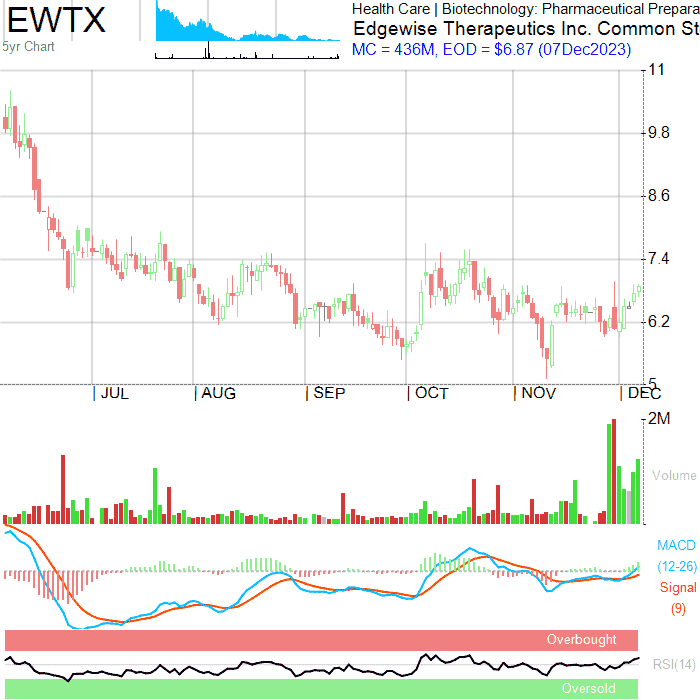 EWTX
5yr Chart
Health Care | Biotechnology: Pharmaceutical Prepara
Edgewise Therapeutics Inc. Common St
MC = 436M, EOD = $6.87 (07Dec2023)
11
9.8
8.6
7.4
6.2
5
JUL AUG SEP OCT NOV DEC
2M
Volume
MACD
(12-26)
Signal
(9)
Overbought
RSI(14)
Oversold